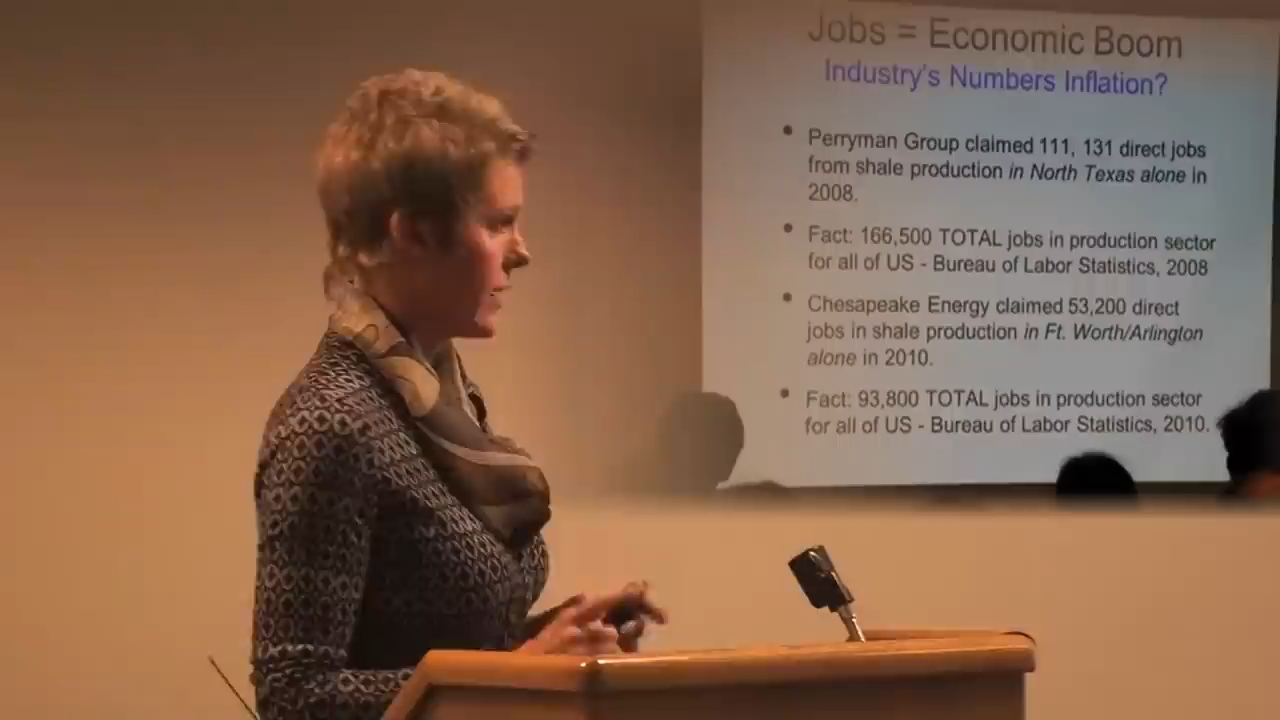 Jobs = Economic Boom
Industry's Numbers Inflation?
• Perryman Group claimed 111, 131 direct jobs
from shale production in North Texas alone in
2008.
• Fact: 166,500 TOTAL jobs in production sector
for all of US - Bureau of Labor Statistics, 2008
• Chesapeake Energy claimed 53,200 direct
jobs in shale production in Ft. Worth/Arlington
alone in 2010.
• Fact: 93,800 TOTAL jobs in production sector
for all of US - Bureau of Labor Statistics, 2010.